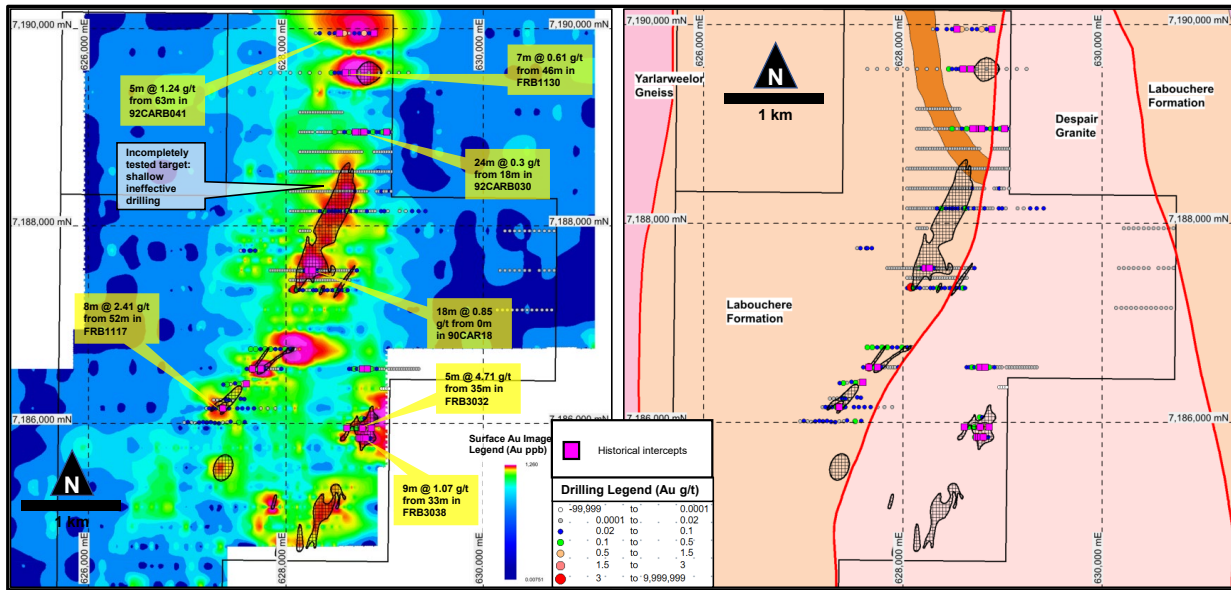 7,190,000 mN
626,000 mE
628,000 mE
630,000 mE
7,190,000 mN
5m @ 1.24 g/t
from 63m in
92CARB041
7m @ 0.61 g/t
from 46m in
FRB1130
Incompletely
tested target:
shallow
ineffective
drilling
24m @ 0.3 g/t
from 18m in
92CARB030
7,188,000 mN
7,188,000 mN
8m @ 2.41 g/t
from 52m in
FRB1117
18m @ 0.85
g/t from 0m
in 90CAR18
5m @ 4.71 g/t
from 35m in
FRB3032
7,186,000 mN
9m @ 1.07 g/t
from 33m in
FRB3038
Surface Au Image
Legend (Au ppb)
1,260
0.00751
N
1 km
626,000 mE
628,000 mE
630,000 mE
7,190,000 mN
626,000 mE
628,000 mE
630,000 mE
7,190,000 mN
Yarlarweelor
Gneiss
N
1 km
Labouchere
Formation
Despair
Granite
7,188,000 mN
7,188,000 mN
Labouchere
Formation
7,186,000 mN
7,186,000 mN
628,000 mE
630,000 mE
Historical intercepts
Drilling Legend (Au g/t)
-99,999 to 0.0001
0.0001 to 0.02
0.02 to 0.1
0.1 to 0.5
0.5 to 1.5
1.5 to 3
3 to 9,999,999